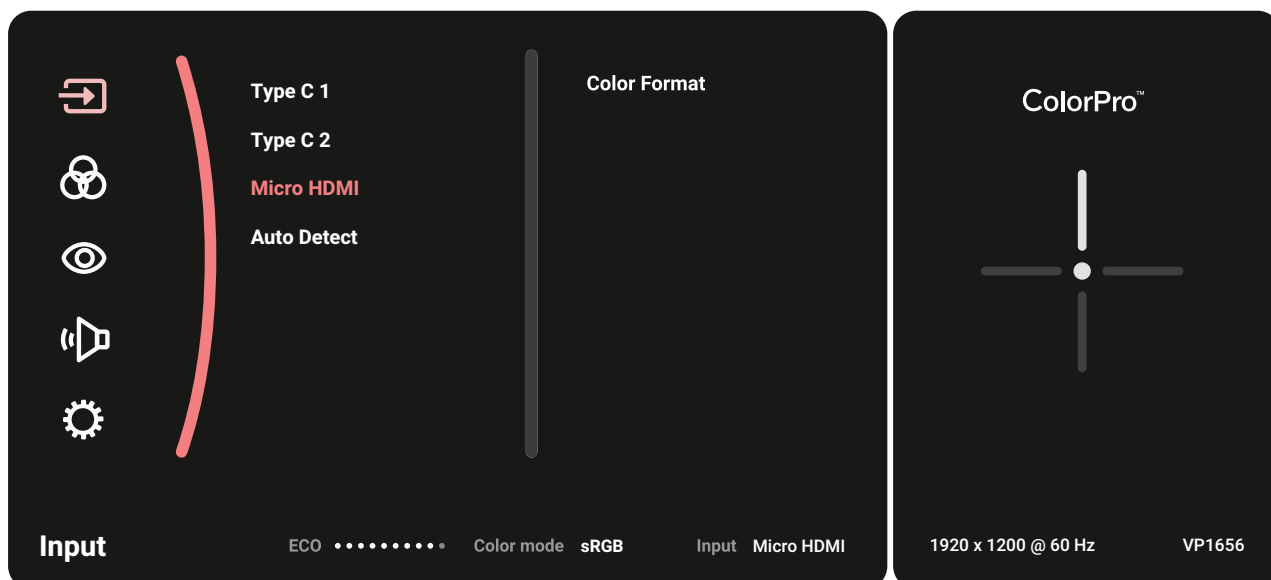 Type C 1
Type C 2
Micro HDMI
Auto Detect
Color Format
Input
ECO
Color mode sRGB
Input Micro HDMI
ColorPro™
1920 x 1200 @ 60 Hz
VP1656